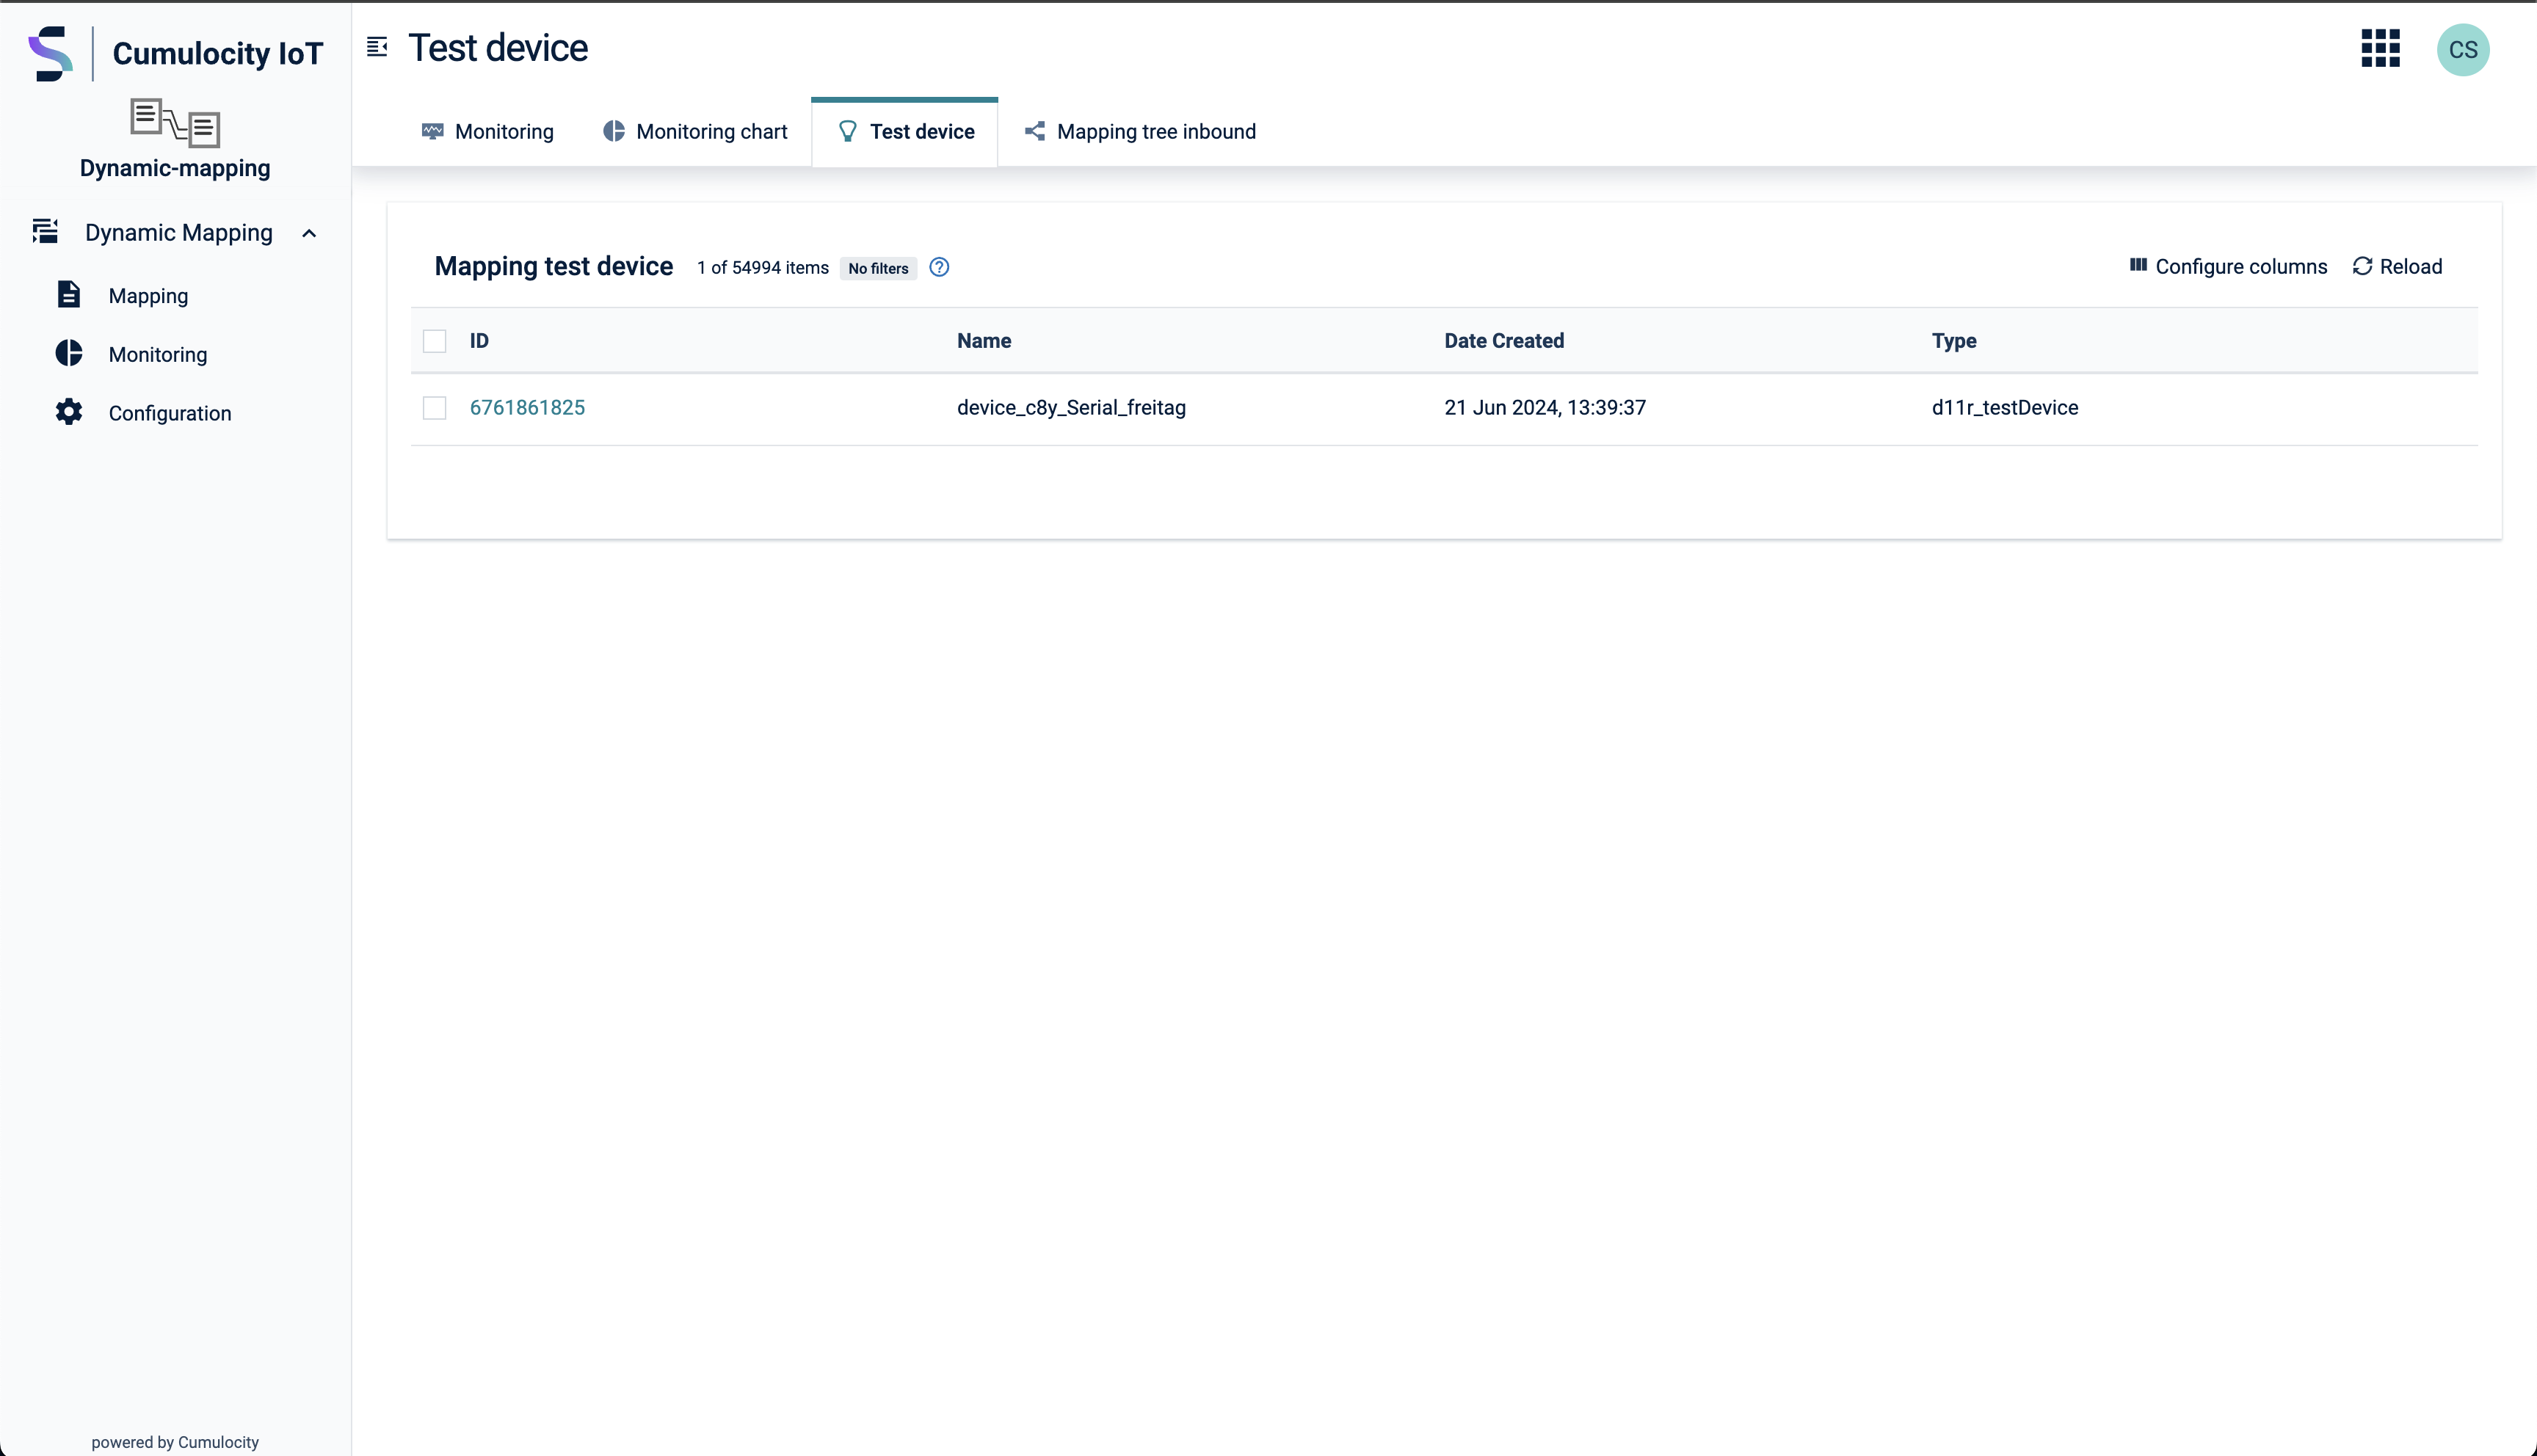 Cumulocity IoT
Dynamic-mapping
Dynamic Mapping
Mapping
Monitoring
Configuration
powered by Cumulocity
Test device
CS
Monitoring
Monitoring chart
Test device
Mapping tree inbound
Mapping test device 1 of 54994 items No filters
Configure columns
Reload
ID Name Date Created Type
6761861825 device_c8y_Serial_freitag 21 Jun 2024, 13:39:37 d11r_testDevice